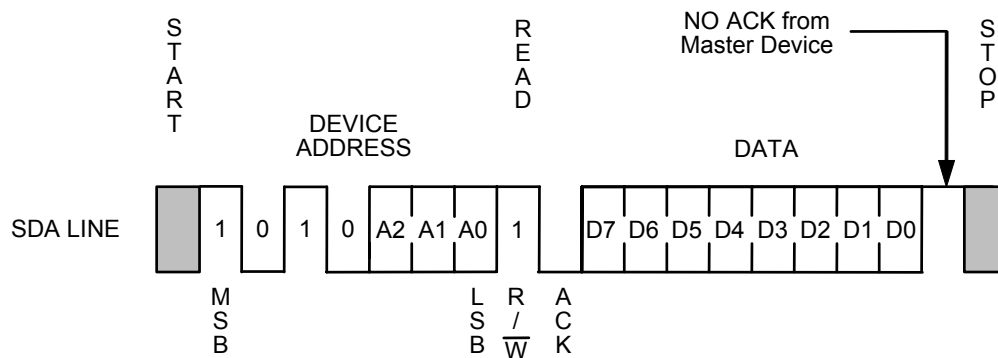 START
READ
NO ACK from
Master Device
STOP
DEVICE
ADDRESS
DATA
SDA LINE
1 0 1 0 A2 A1 A0 1 D7 D6 D5 D4 D3 D2 D1 D0
MSB
LSB
R/W̅
ACK